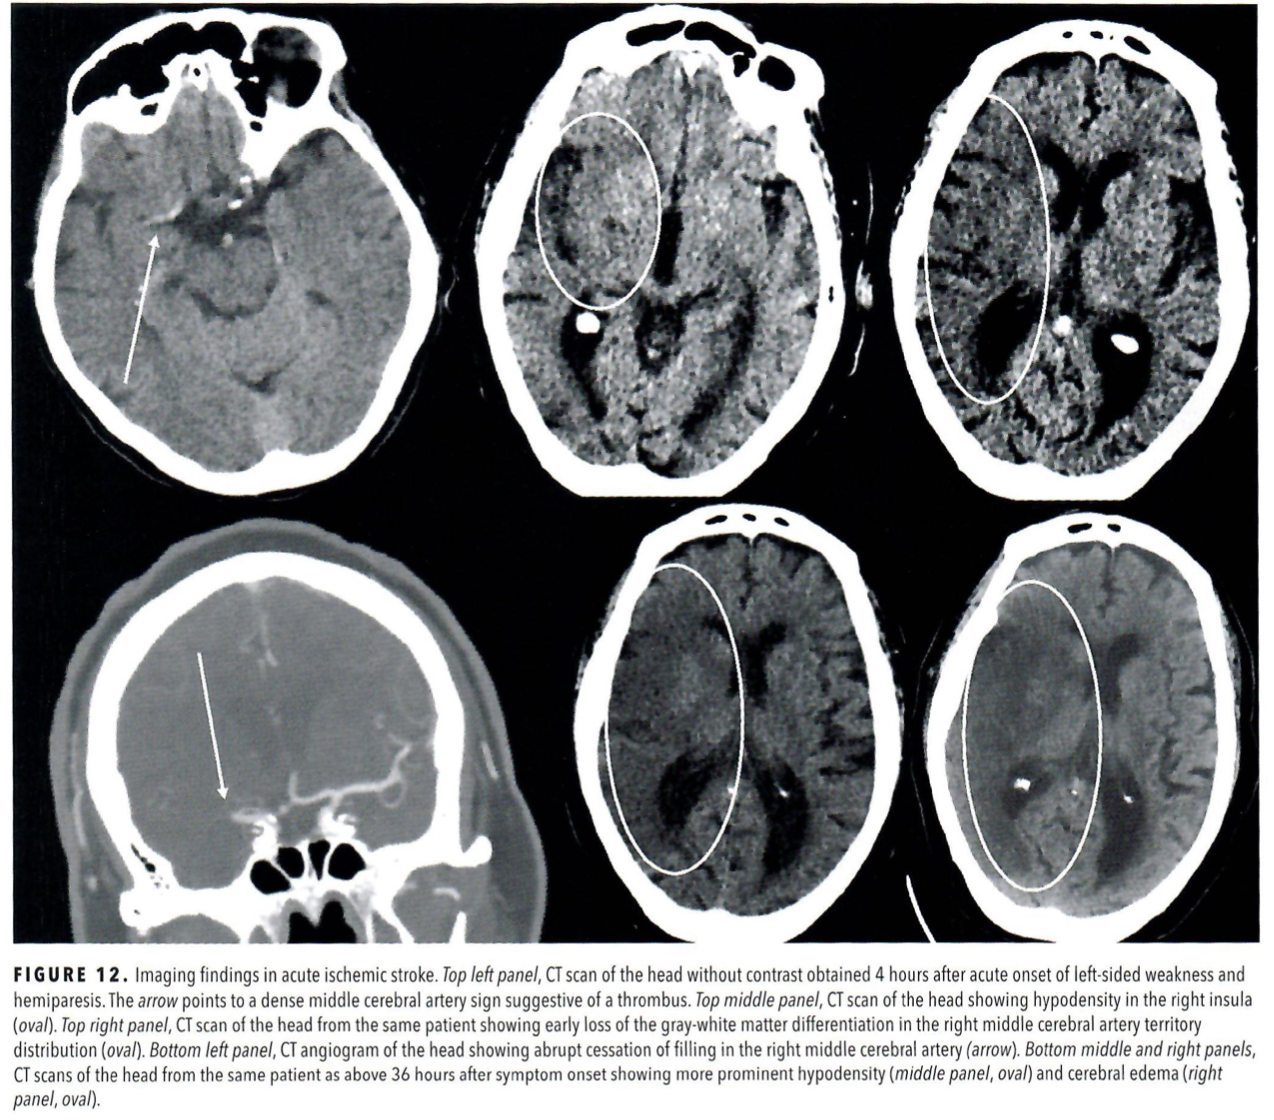 FIGURE 12. Imaging findings in acute ischemic stroke. Top left panel, CT scan of the head without contrast obtained 4 hours after acute onset of left-sided weakness and
hemiparesis. The arrow points to a dense middle cerebral artery sign suggestive of a thrombus. Top middle panel, CT scan of the head showing hypodensity in the right insula
(oval). Top right panel, CT scan of the head from the same patient showing early loss of the gray-white matter differentiation in the right middle cerebral artery territory
distribution (oval). Bottom left panel, CT angiogram of the head showing abrupt cessation of filling in the right middle cerebral artery (arrow). Bottom middle and right panels,
CT scans of the head from the same patient as above 36 hours after symptom onset showing more prominent hypodensity (middle panel, oval) and cerebral edema (right
panel, oval).